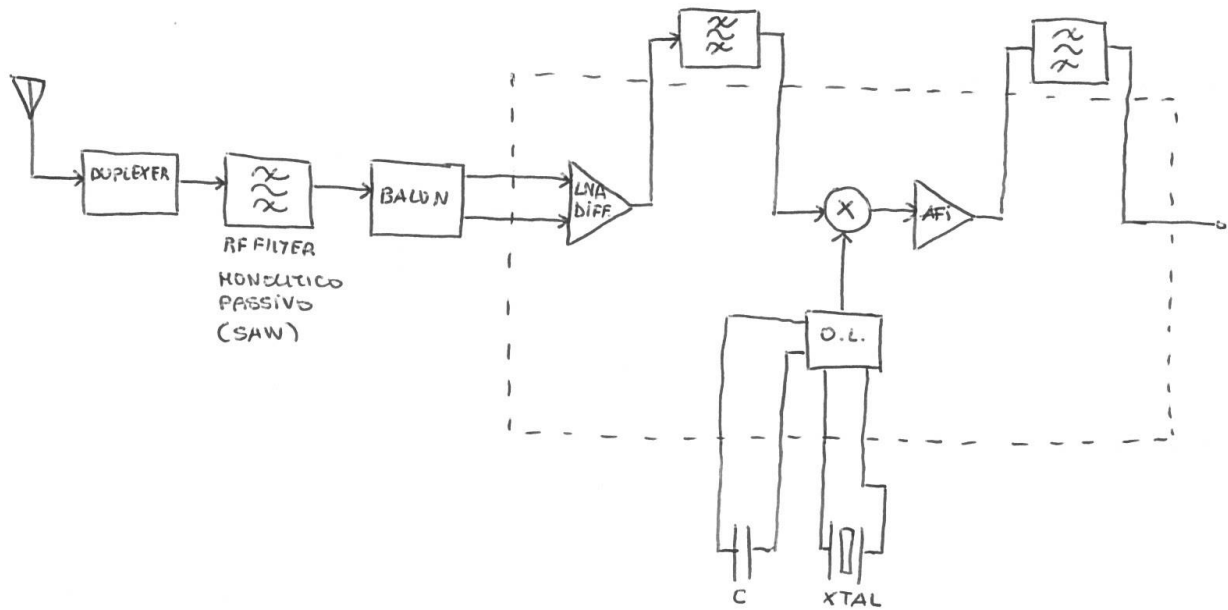 DUPLEXER
RF FILTER
MONOLITICO
PASSIVO
(SAW)
BALUN
LNA
DIFF.
X
AFI
O.L.
C
XTAL